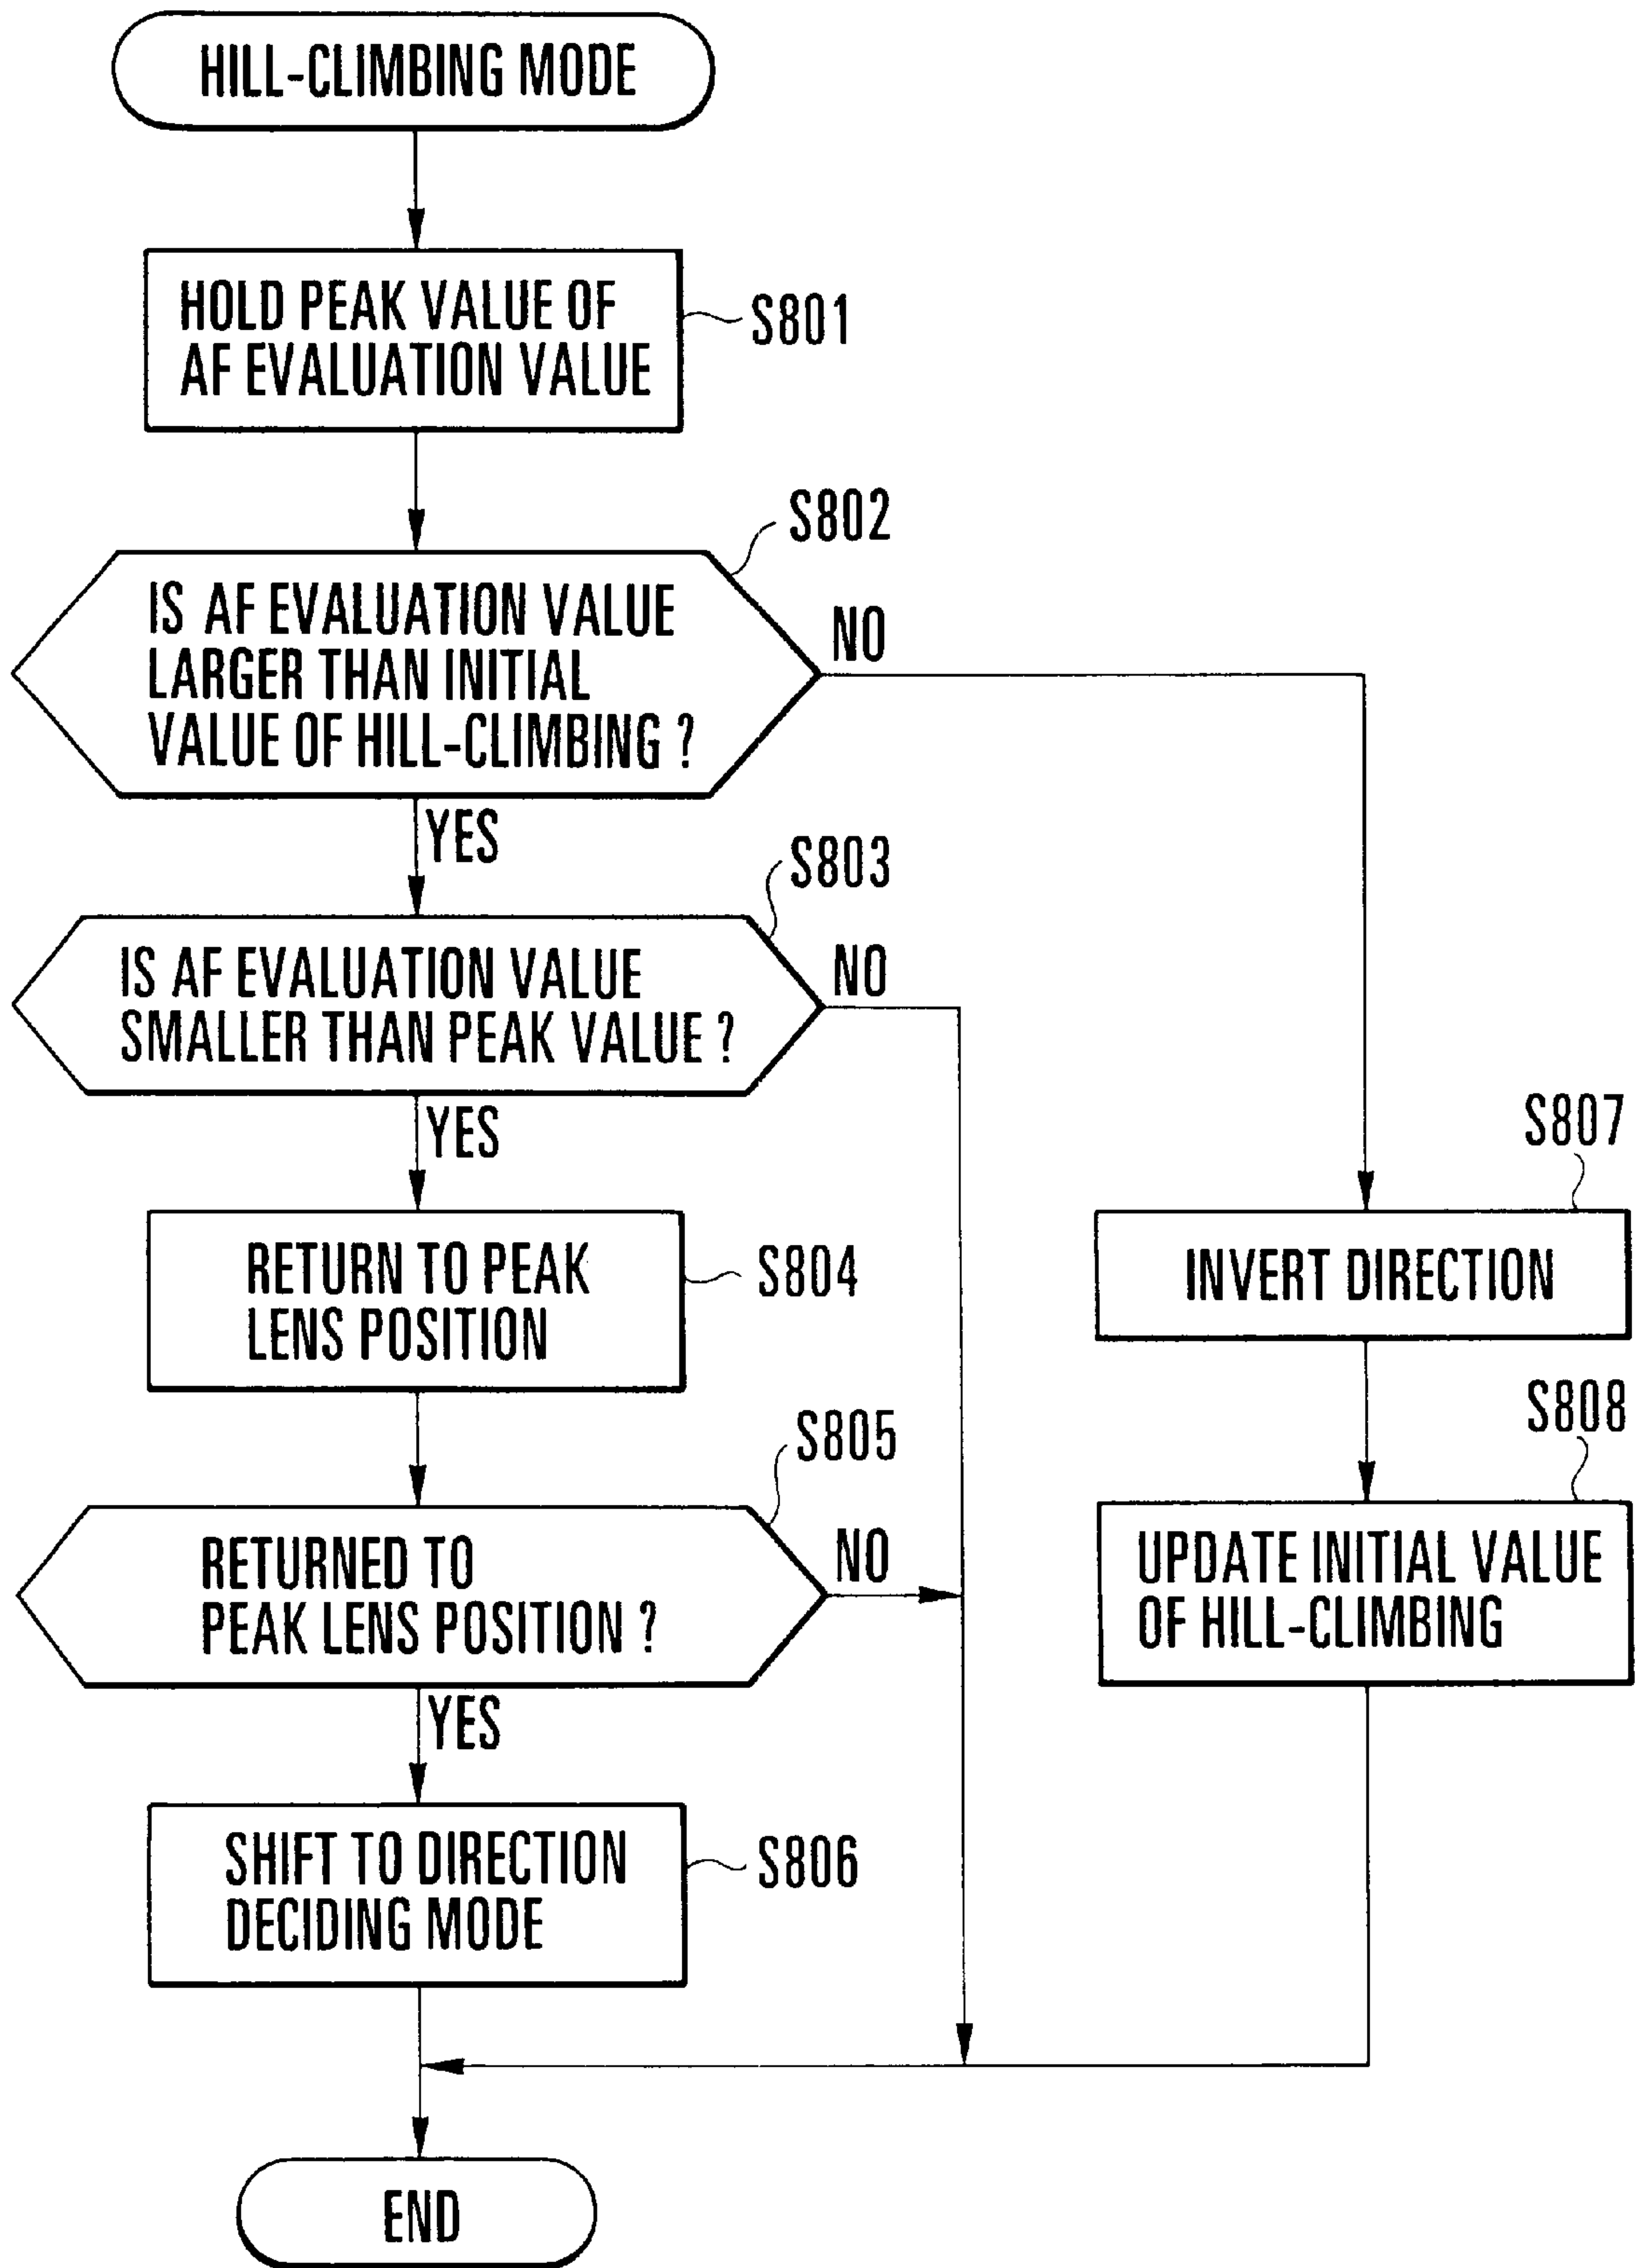 HILL-CLIMBING MODE
HOLD PEAK VALUE OF
AF EVALUATION VALUE
S801
S802
IS AF EVALUATION VALUE
LARGER THAN INITIAL
VALUE OF HILL-CLIMBING ?
NO
YES
S803
IS AF EVALUATION VALUE
SMALLER THAN PEAK VALUE ?
NO
YES
RETURN TO PEAK
LENS POSITION
S804
S805
RETURNED TO
PEAK LENS POSITION ?
NO
YES
SHIFT TO DIRECTION
DECIDING MODE
S806
S807
INVERT DIRECTION
S808
UPDATE INITIAL VALUE
OF HILL-CLIMBING
END